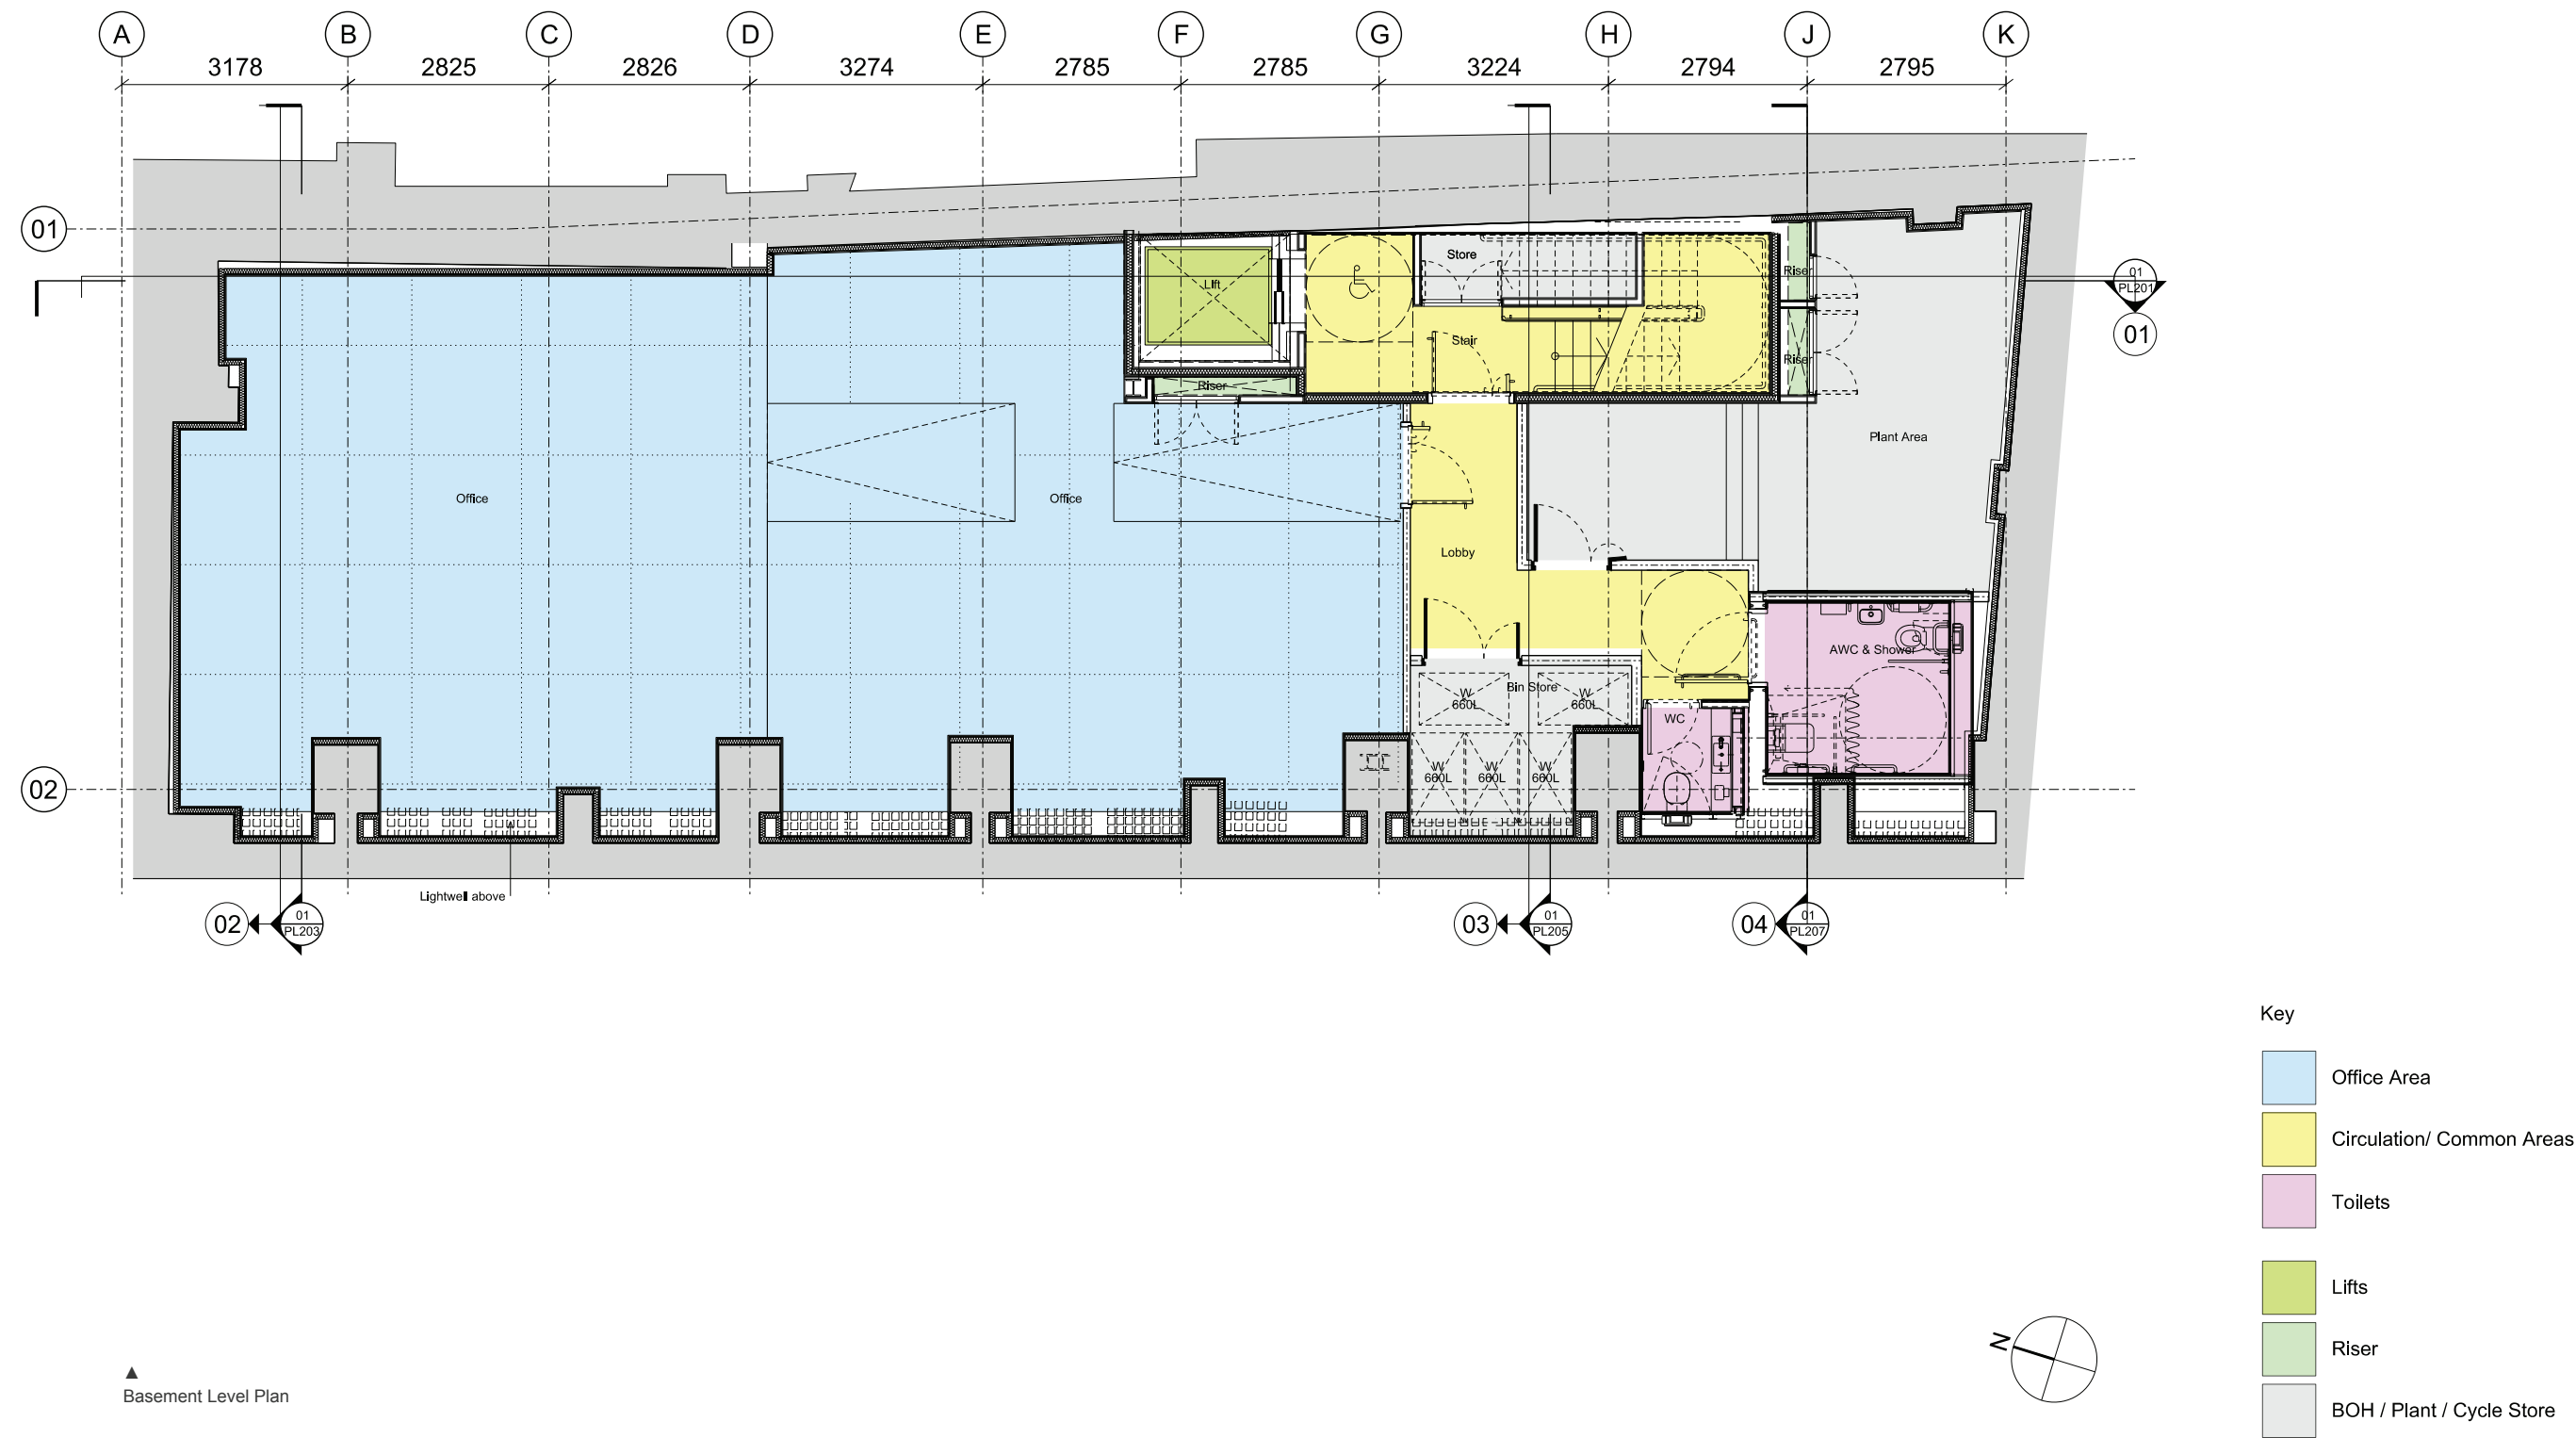 A B C D E F G H J K
3178 2825 2826 3274 2785 2785 3224 2794 2795
01
Store
Lift
Riser
01
PL201
01
Stair
Riser
Riser
Plant Area
Office
Office
Lobby
AWC & Shower
Bin Store
W
660L
W
660L
WC
W
660L
W
660L
W
660L
02
Lightwell above
02
01
PL203
03
01
PL205
04
01
PL207
Key
Office Area
Circulation/ Common Areas
Toilets
Lifts
Riser
BOH / Plant / Cycle Store
N
▲
Basement Level Plan